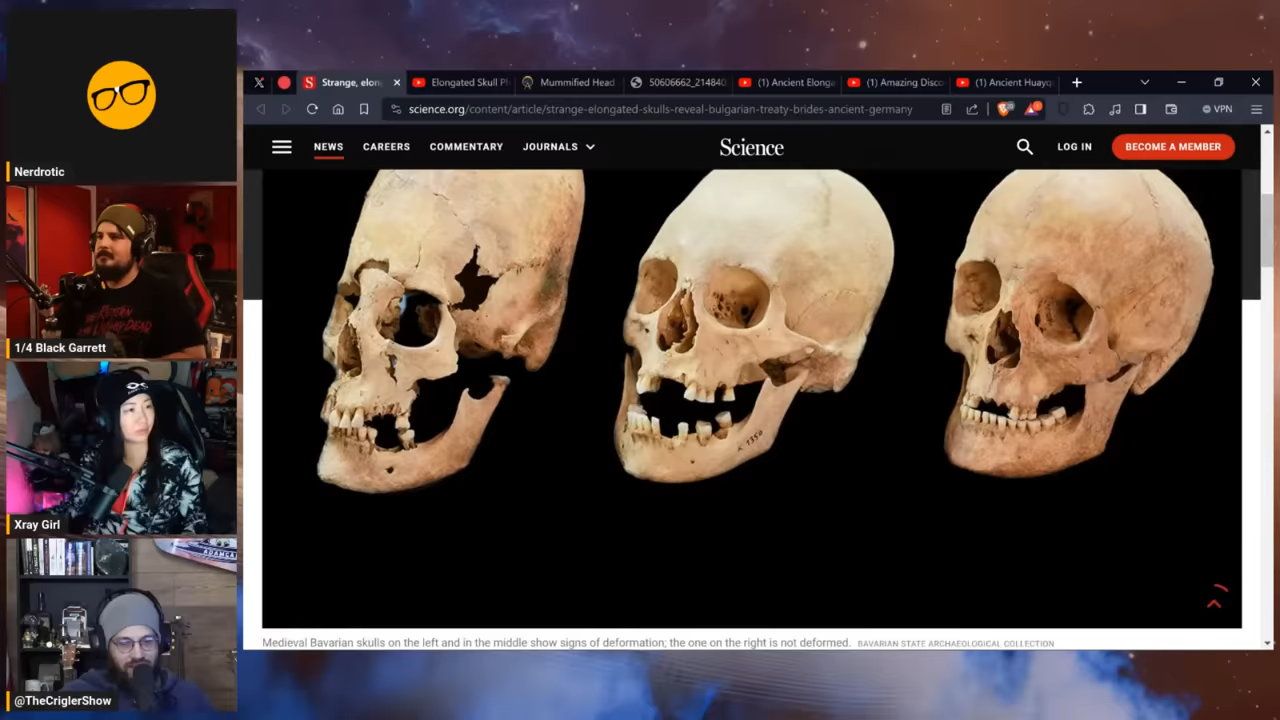 Nerdrotic
1/4 Black Garrett
Xray Girl
@TheCriglerShow
Strange, elon
Elongated Skull Ph
Mummified Head
50606662_214840
(1) Ancient Elonga
(1) Amazing Disco
(1) Ancient Huayq
science.org/content/article/strange-elongated-skulls-reveal-bulgarian-treaty-brides-ancient-germany
VPN
NEWS
CAREERS
COMMENTARY
JOURNALS
Science
LOG IN
BECOME A MEMBER
Medieval Bavarian skulls on the left and in the middle show signs of deformation; the one on the right is not deformed. BAVARIAN STATE ARCHAEOLOGICAL COLLECTION